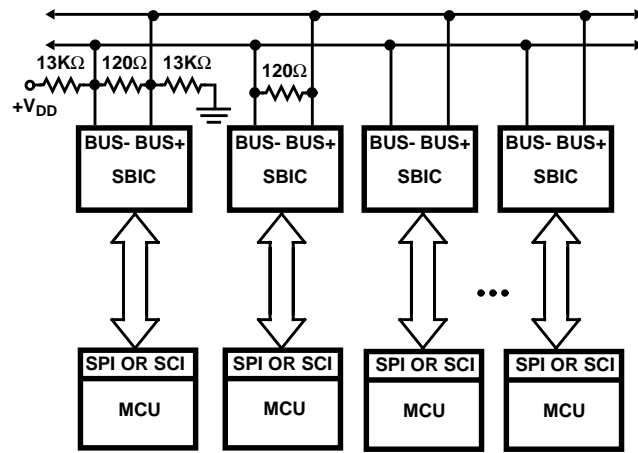 13KΩ 120Ω 13KΩ
120Ω
+VDD
BUS- BUS+ BUS- BUS+ BUS- BUS+ BUS- BUS+
SBIC SBIC SBIC SBIC
•••
SPI OR SCI SPI OR SCI SPI OR SCI SPI OR SCI
MCU MCU MCU MCU